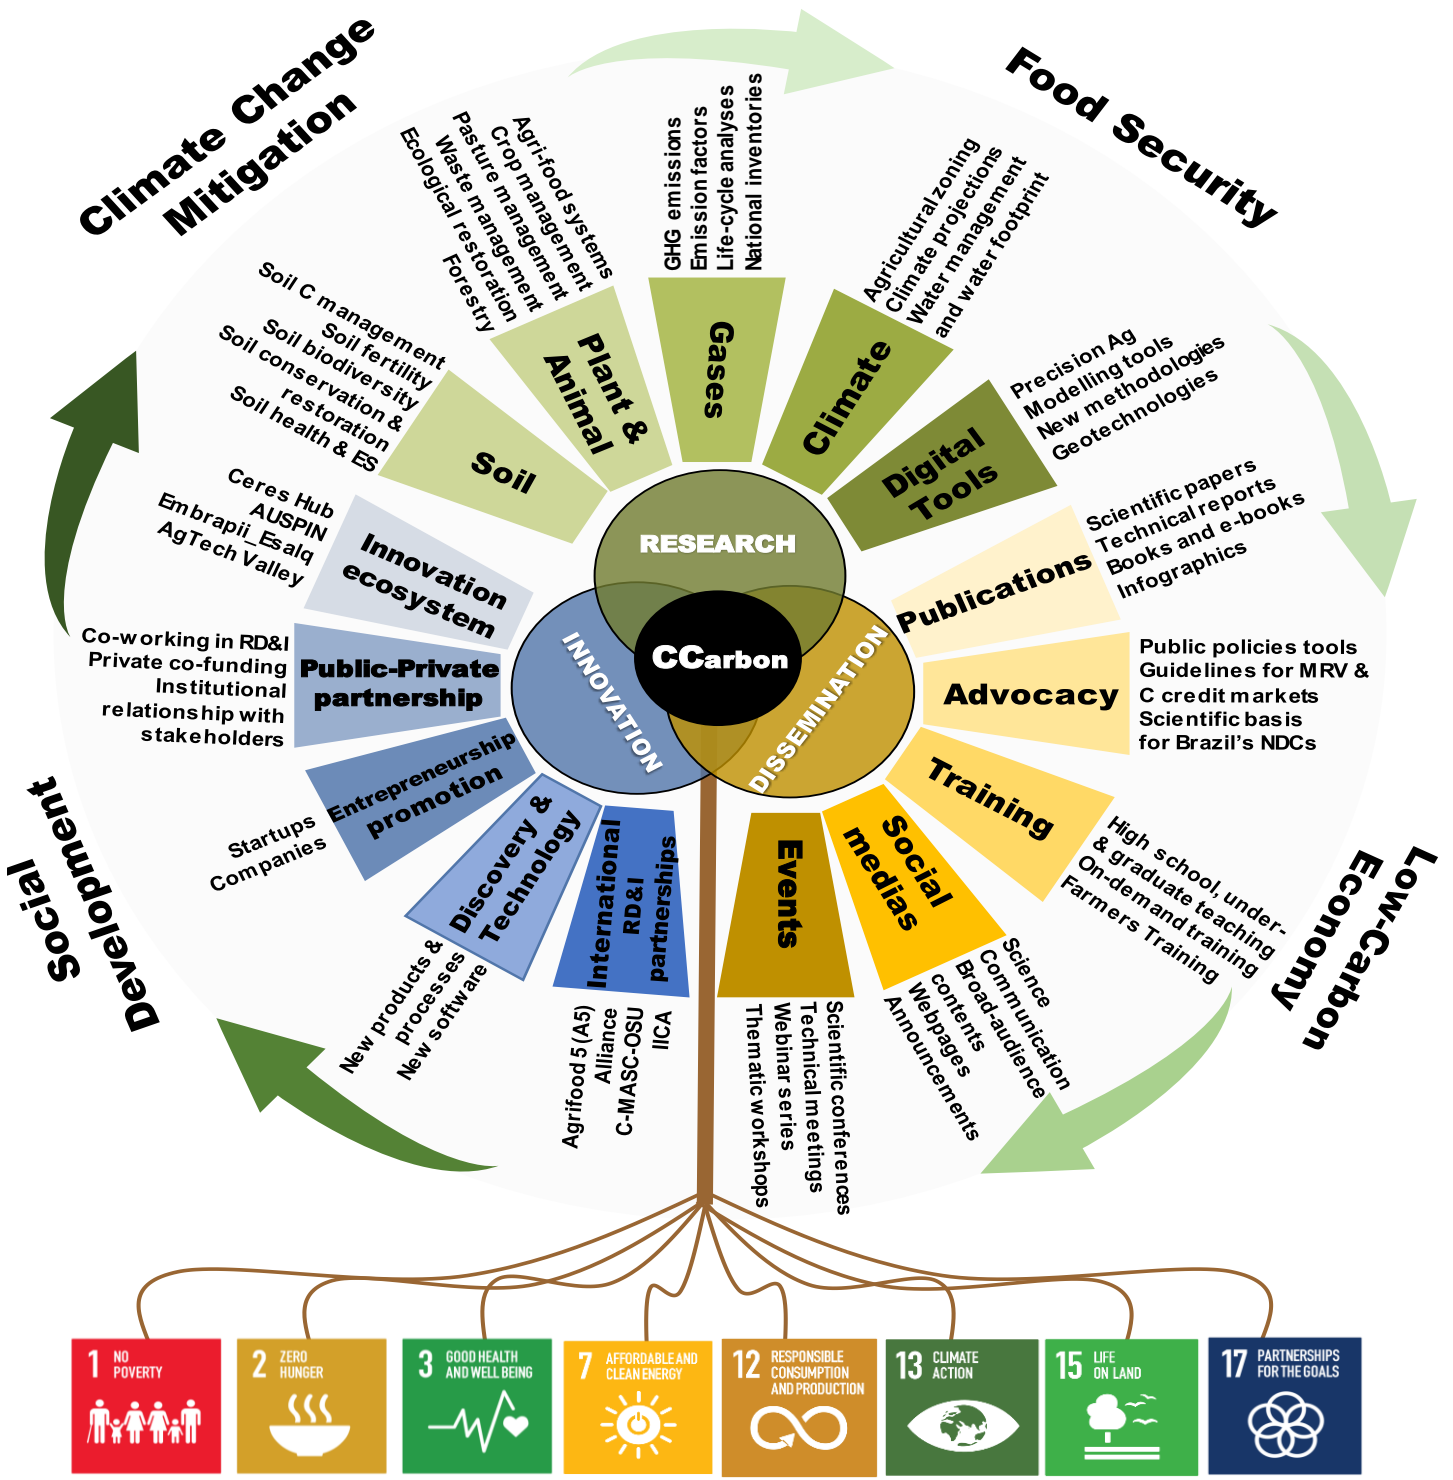 Climate Change
Mitigation
Food Security
Low-Carbon
Economy
Social
Development
RESEARCH
INNOVATION
DISSEMINATION
CCarbon
Soil
Soil C management
Soil fertility
Soil biodiversity
Soil conservation &
restoration
Soil health & ES
Plant &
Animal
Agri-food systems
Crop management
Pasture management
Waste management
Ecological restoration
Forestry
Gases
GHG emissions
Emission factors
Life-cycle analyses
National inventories
Climate
Agricultural zoning
Climate projections
Water management
and water footprint
Digital
Tools
Precision Ag
Modelling tools
New methodologies
Geotechnologies
Publications
Scientific papers
Technical reports
Books and e-books
Infographics
Advocacy
Public policies tools
Guidelines for MRV &
C credit markets
Scientific basis
for Brazil's NDCs
Training
High school, under-
& graduate teaching
On-demand training
Farmers Training
Social
medias
Science
Communication
Broad-audience
contents
Webpages
Announcements
Events
Scientific conferences
Technical meetings
Webinar series
Thematic workshops
International
RD&I
partnerships
Agrifood 5 (A5)
Alliance
C-MASC-OSU
IICA
Discovery &
Technology
New products &
processes
New software
Entrepreneurship
promotion
Startups
Companies
Public-Private
partnership
Co-working in RD&I
Private co-funding
Institutional
relationship with
stakeholders
Innovation
ecosystem
Ceres Hub
AUSPIN
Embrapii_Esalq
AgTech Valley
1 NO
POVERTY
2 ZERO
HUNGER
3 GOOD HEALTH
AND WELL BEING
7 AFFORDABLE AND
CLEAN ENERGY
12 RESPONSIBLE
CONSUMPTION
AND PRODUCTION
13 CLIMATE
ACTION
15 LIFE
ON LAND
17 PARTNERSHIPS
FOR THE GOALS